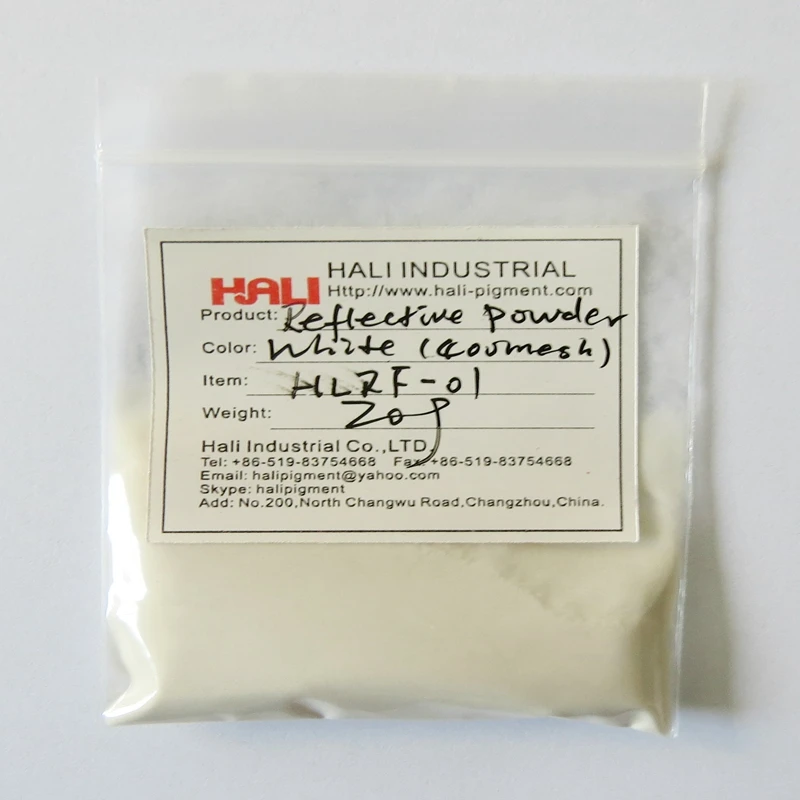 HALI HALI INDUSTRIAL
Http://www.hali-pigment.com
Product: Reflective powder
Color: White (400mesh)
Item: HLRF-01
Weight: 20g
Hali Industrial Co.,LTD.
Tel: +86-519-83754668 Fax:+86-519-83754668
Email: halipigment@yahoo.com
Skype: halipigment
Add: No.200,North Changwu Road,Changzhou,China.